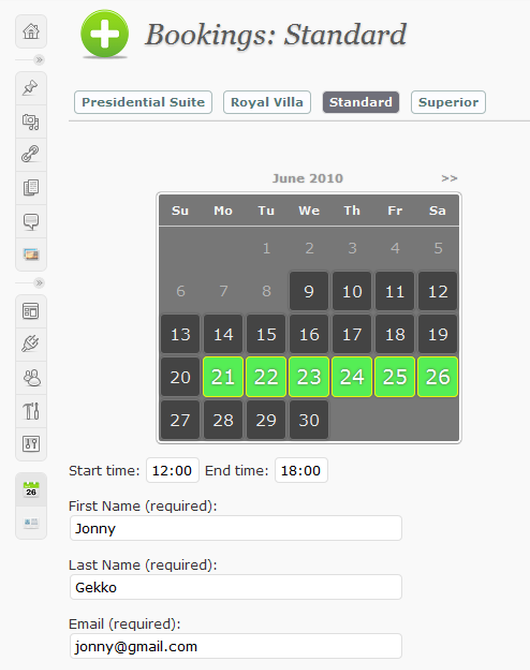 Bookings: Standard
Presidential Suite Royal Villa Standard Superior
June 2010 >>
Su Mo Tu We Th Fr Sa
1 2 3 4 5
6 7 8 9 10 11 12
13 14 15 16 17 18 19
20 21 22 23 24 25 26
27 28 29 30
Start time: 12:00 End time: 18:00
First Name (required):
Jonny
Last Name (required):
Gekko
Email (required):
jonny@gmail.com
26